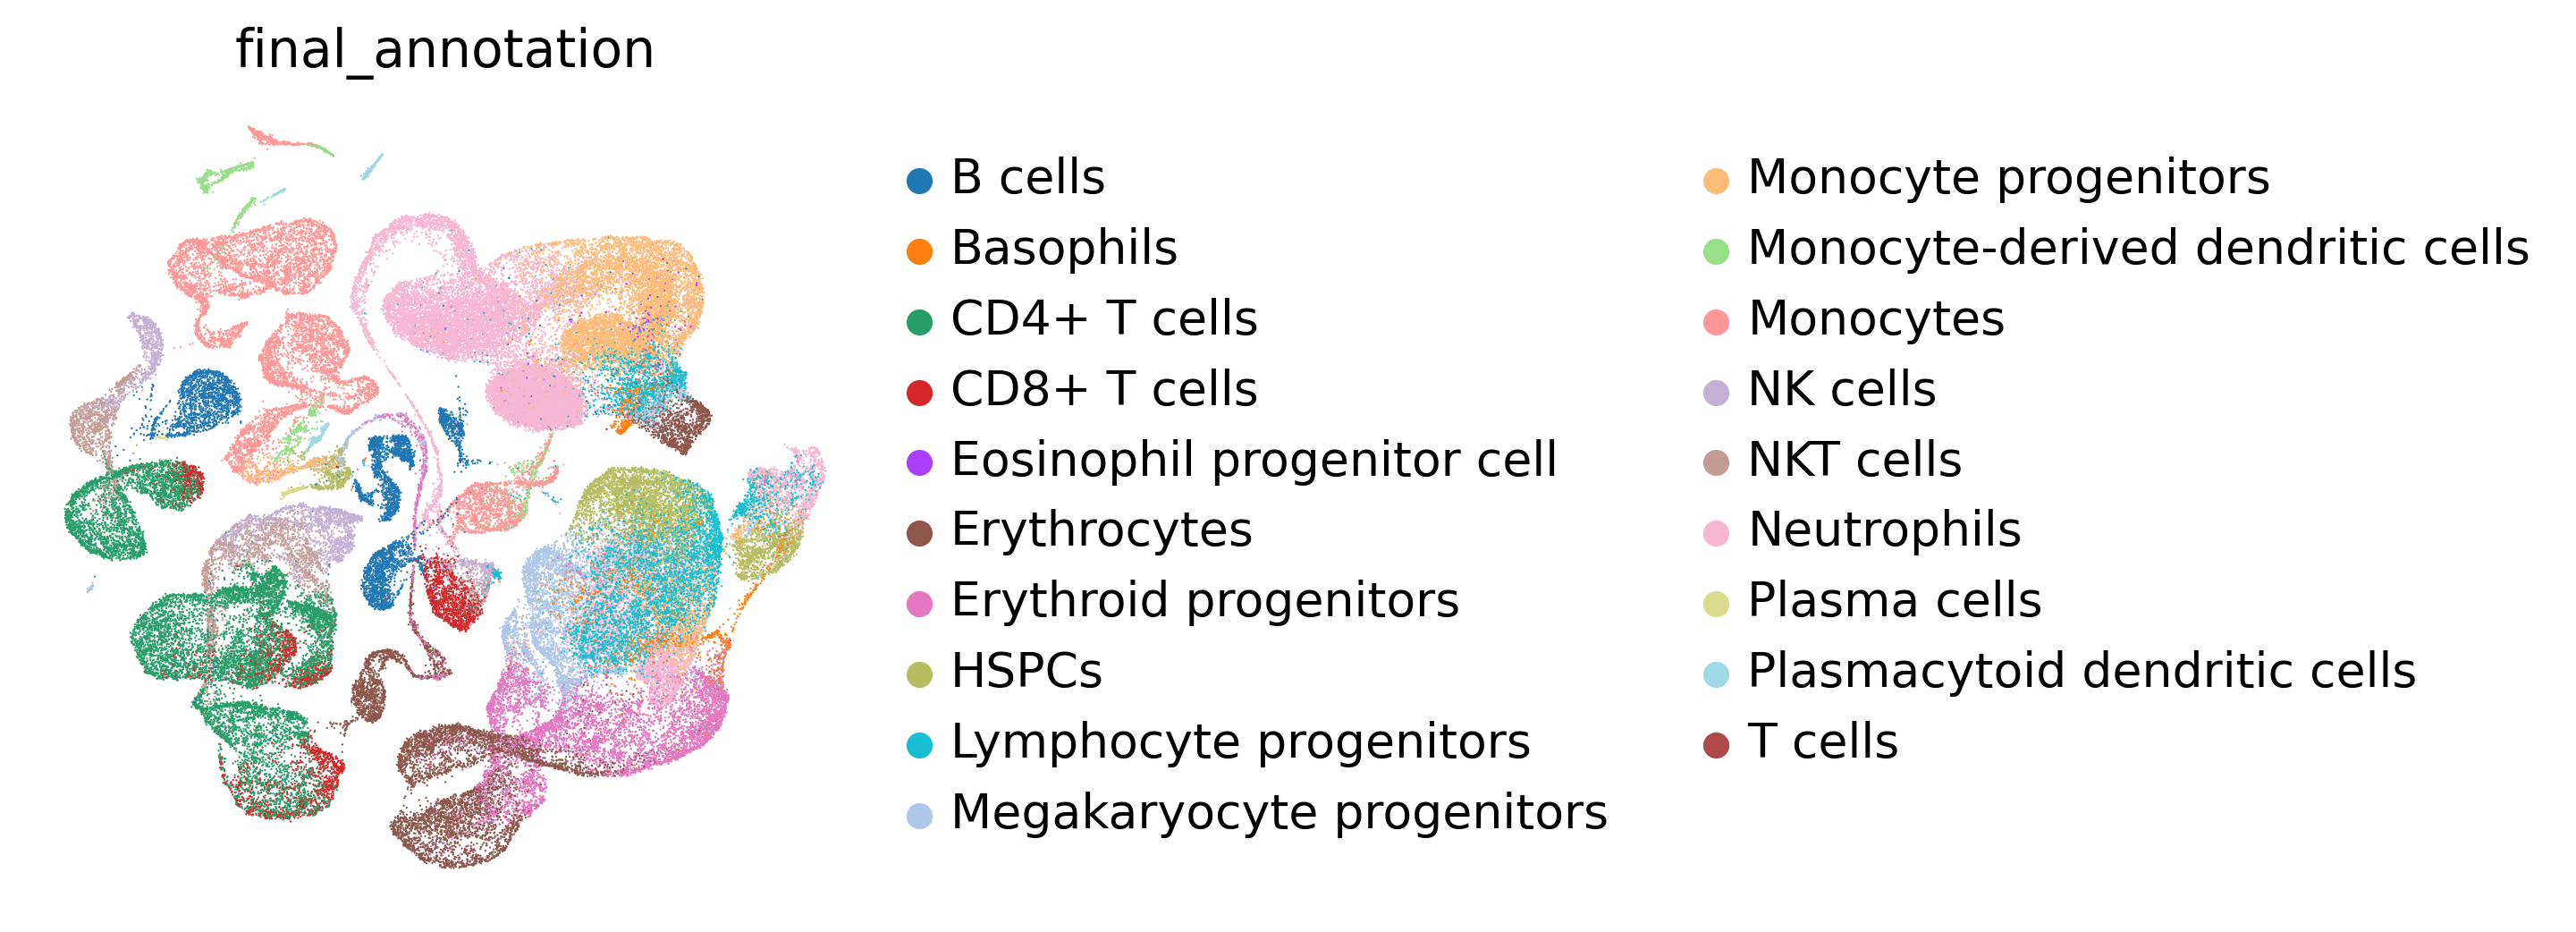 final_annotation
B cells
Basophils
CD4+ T cells
CD8+ T cells
Eosinophil progenitor cell
Erythrocytes
Erythroid progenitors
HSPCs
Lymphocyte progenitors
Megakaryocyte progenitors
Monocyte progenitors
Monocyte-derived dendritic cells
Monocytes
NK cells
NKT cells
Neutrophils
Plasma cells
Plasmacytoid dendritic cells
T cells